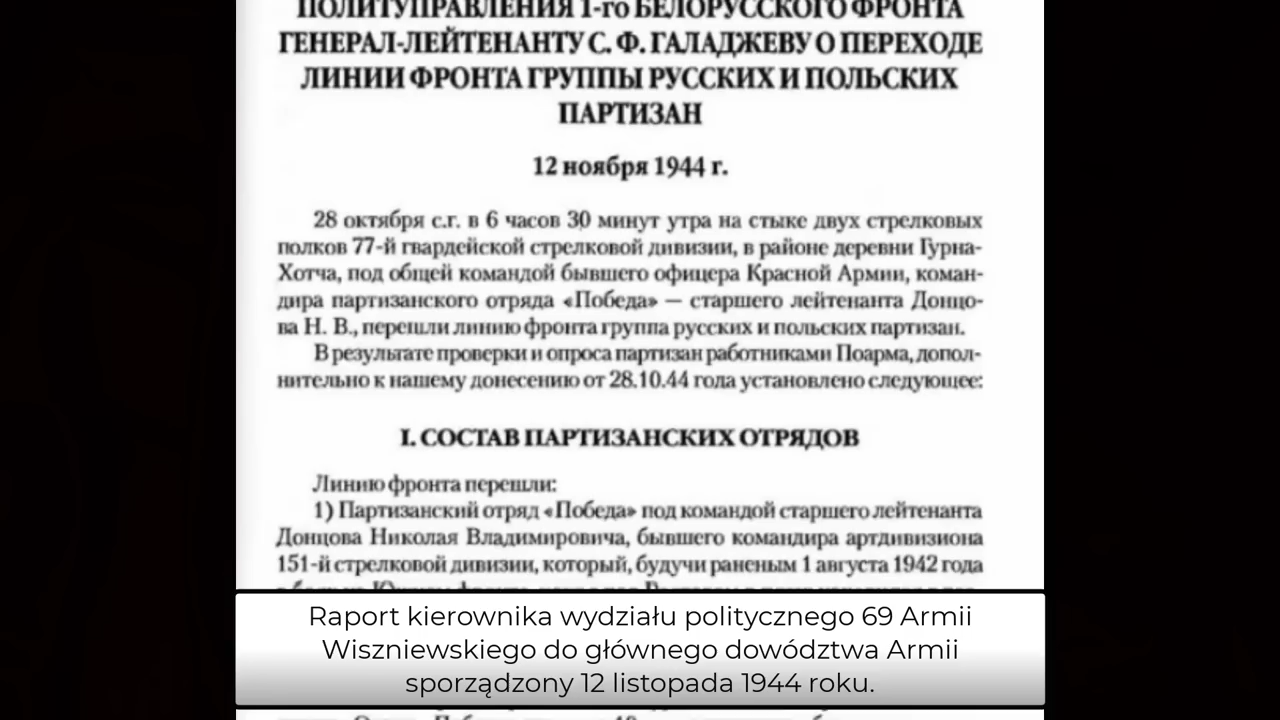 ПОЛИТУПРАВЛЕНИЯ 1-го БЕЛОРУССКОГО ФРОНТА
ГЕНЕРАЛ-ЛЕЙТЕНАНТУ С. Ф. ГАЛАДЖЕВУ О ПЕРЕХОДЕ
ЛИНИИ ФРОНТА ГРУППЫ РУССКИХ И ПОЛЬСКИХ
ПАРТИЗАН
12 ноября 1944 г.
28 октября с.г. в 6 часов 30 минут утра на стыке двух стрелковых
полков 77-й гвардейской стрелковой дивизии, в районе деревни Гурна-
Хотча, под общей командой бывшего офицера Красной Армии, коман-
дира партизанского отряда «Победа» — старшего лейтенанта Донцо-
ва Н. В., перешли линию фронта группа русских и польских партизан.
В результате проверки и опроса партизан работниками Поарма, допол-
нительно к нашему донесению от 28.10.44 года установлено следующее:
I. СОСТАВ ПАРТИЗАНСКИХ ОТРЯДОВ
Линию фронта перешли:
1) Партизанский отряд «Победа» под командой старшего лейтенанта
Донцова Николая Владимировича, бывшего командира артдивизиона
151-й стрелковой дивизии, который, будучи раненым 1 августа 1942 года
Raport kierownika wydziału politycznego 69 Armii
Wiszniewskiego do głównego dowództwa Armii
sporządzony 12 listopada 1944 roku.